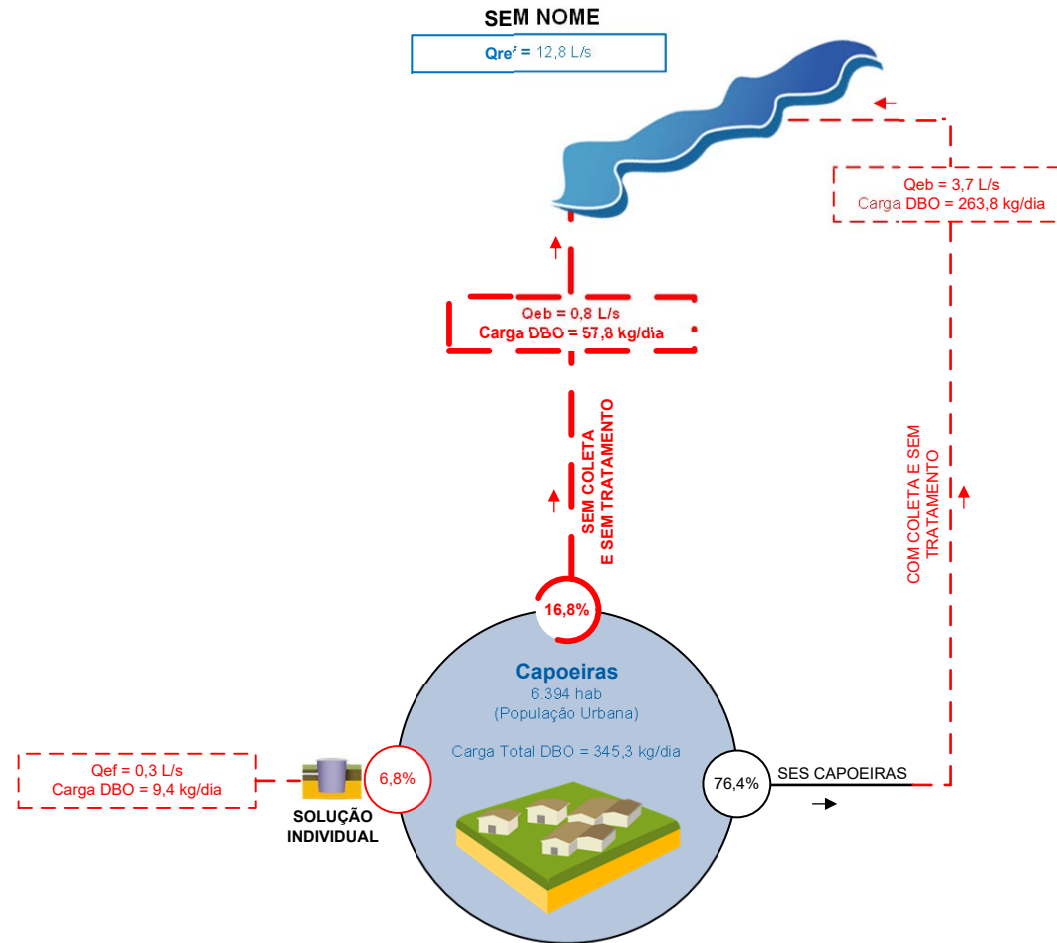 SEM NOME
Qref = 12,8 L/s
Qeb = 3,7 L/s
Carga DBO = 263,8 kg/dia
Qeb = 0,8 L/s
Carga DBO = 57,8 kg/dia
SEM COLETA
E SEM TRATAMENTO
COM COLETA E SEM
TRATAMENTO
16,8%
Capoeiras
6.394 hab
(População Urbana)
Carga Total DBO = 345,3 kg/dia
Qef = 0,3 L/s
Carga DBO = 9,4 kg/dia
6,8%
SOLUÇÃO
INDIVIDUAL
76,4%
SES CAPOEIRAS